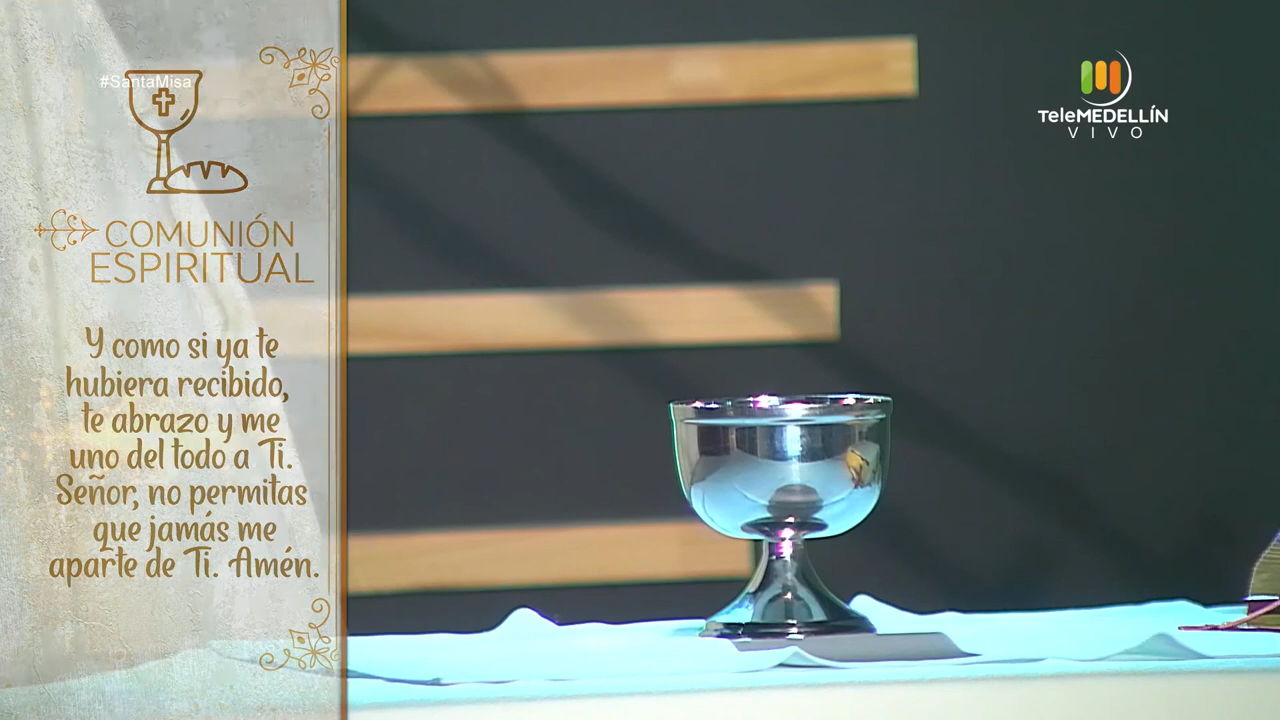 #SantaMisa
COMUNIÓN
ESPIRITUAL
Y como si ya te
hubiera recibido,
te abrazo y me
uno del todo a Ti.
Señor, no permitas
que jamás me
aparte de Ti. Amén.
TeleMEDELLÍN
VIVO